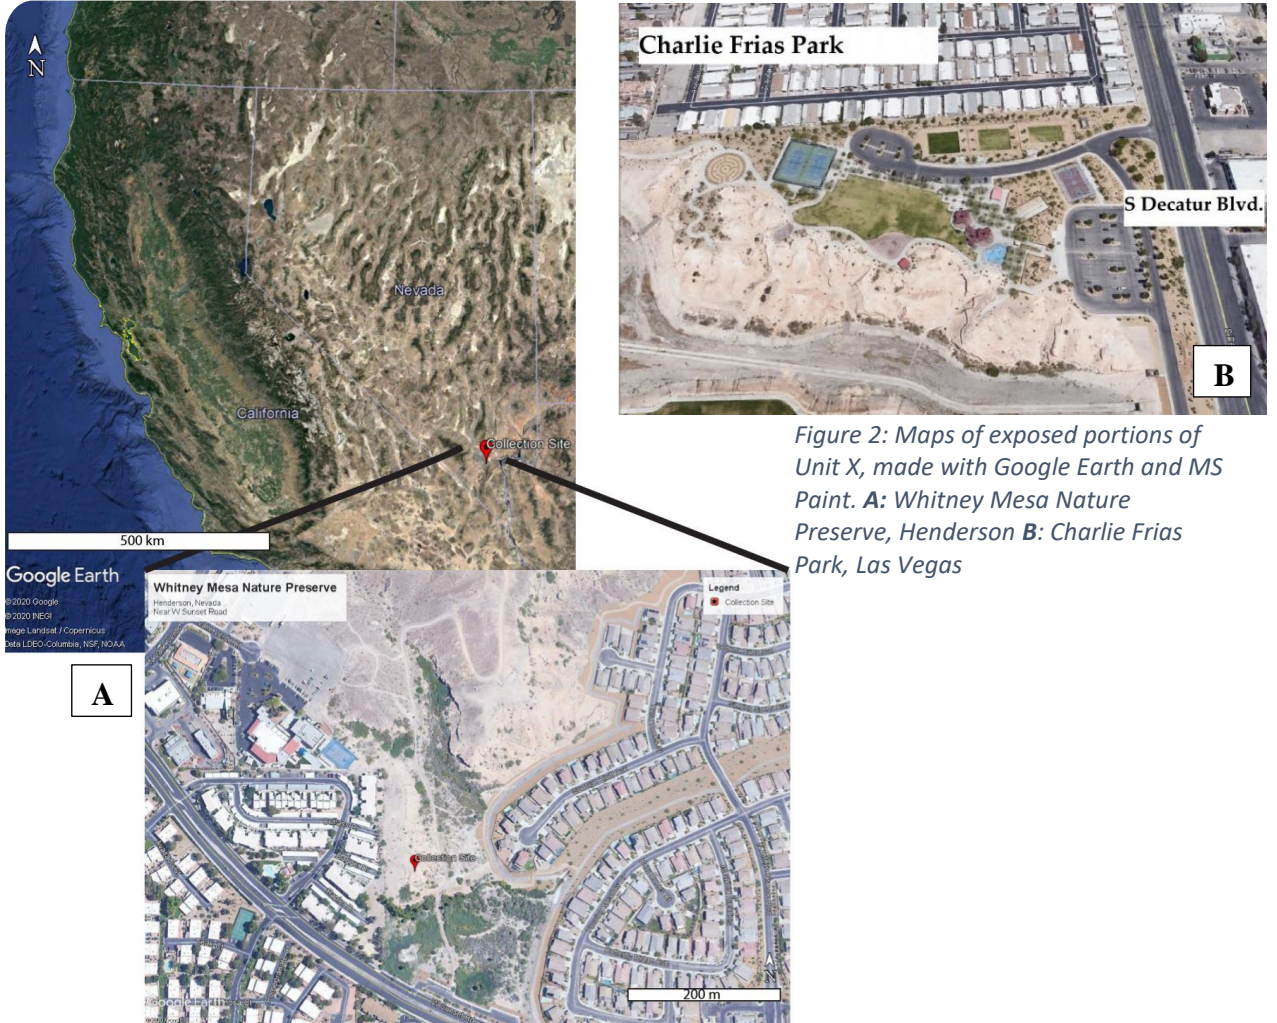 N
Nevada
California
Collection Site
500 km
Google Earth
©2020 Google
©2020 INEGI
Image Landsat / Copernicus
Data LDEO-Columbia, NSF, NOAA
Charlie Frias Park
S Decatur Blvd.
B
Figure 2: Maps of exposed portions of
Unit X, made with Google Earth and MS
Paint. A: Whitney Mesa Nature
Preserve, Henderson B: Charlie Frias
Park, Las Vegas
A
Whitney Mesa Nature Preserve
Henderson, Nevada
Near W Sunset Road
Legend
Collection Site
Collection Site
Google Earth
N
200 m